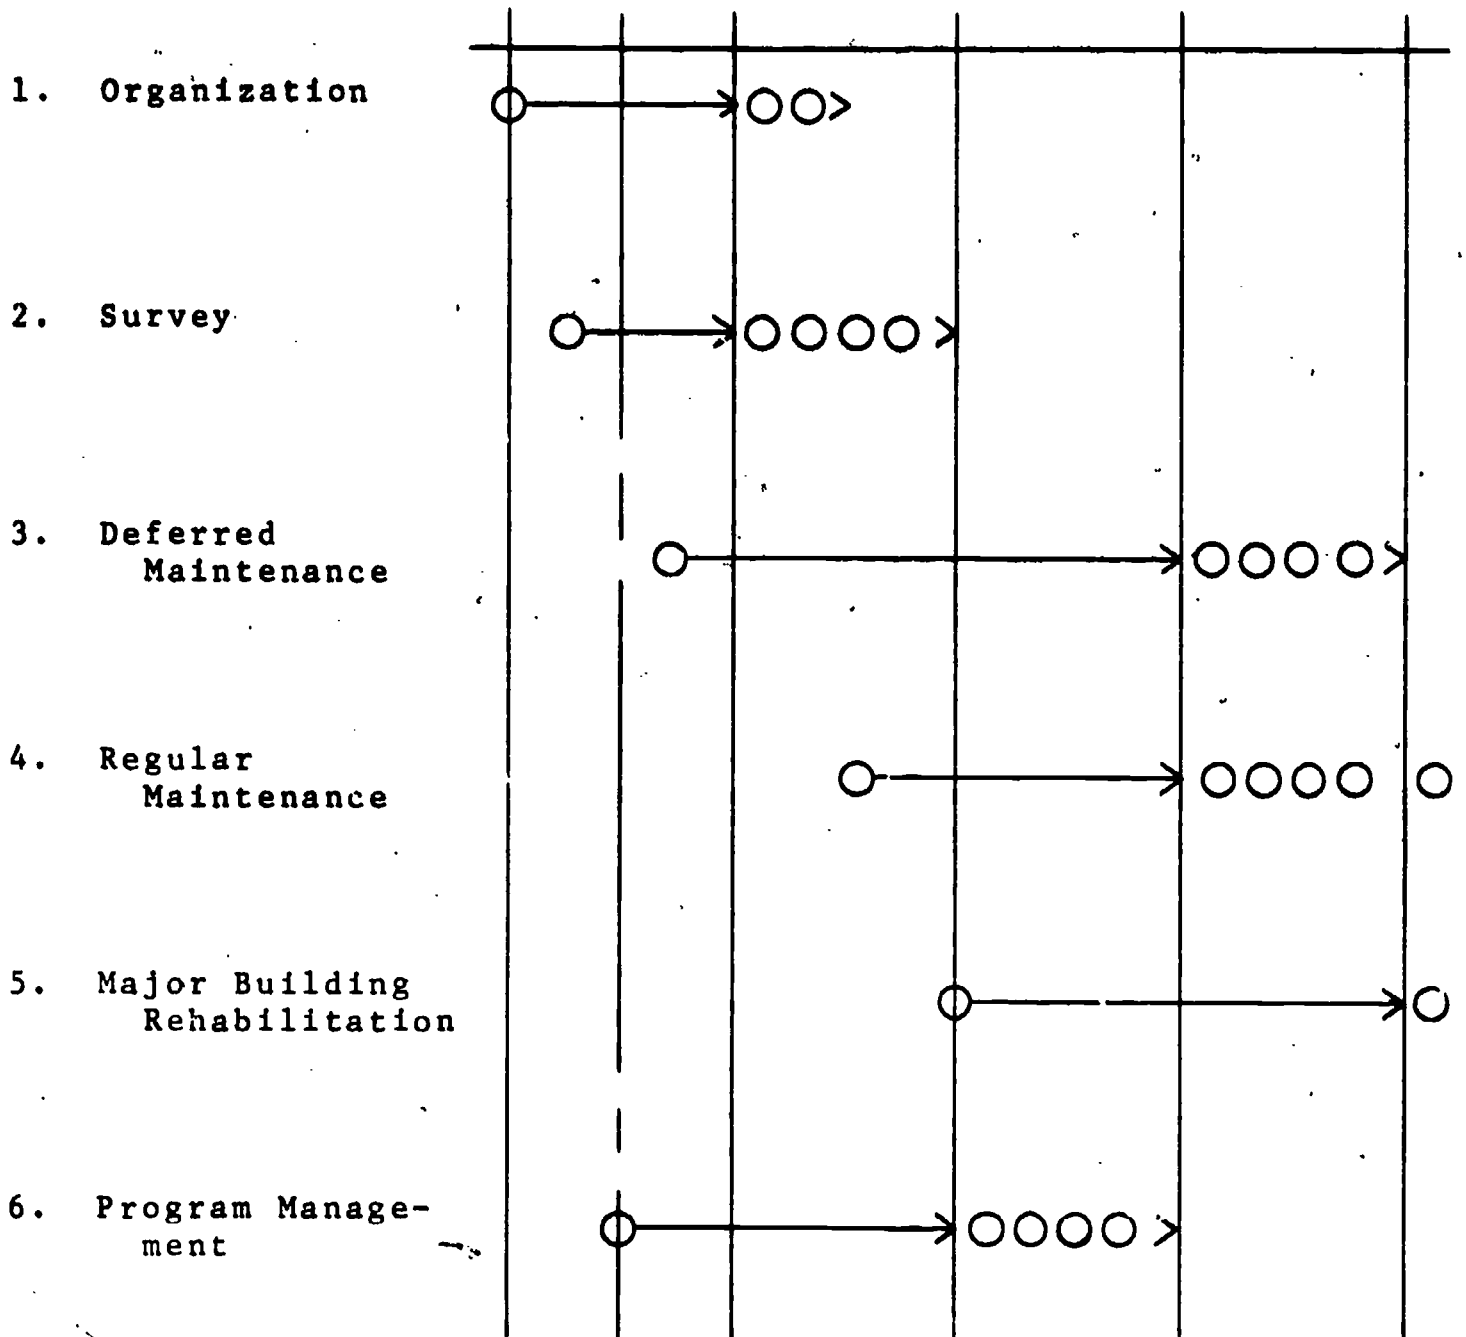 1. Organization
2. Survey
3. Deferred
Maintenance
4. Regular
Maintenance
5. Major Building
Rehabilitation
6. Program Manage-
ment